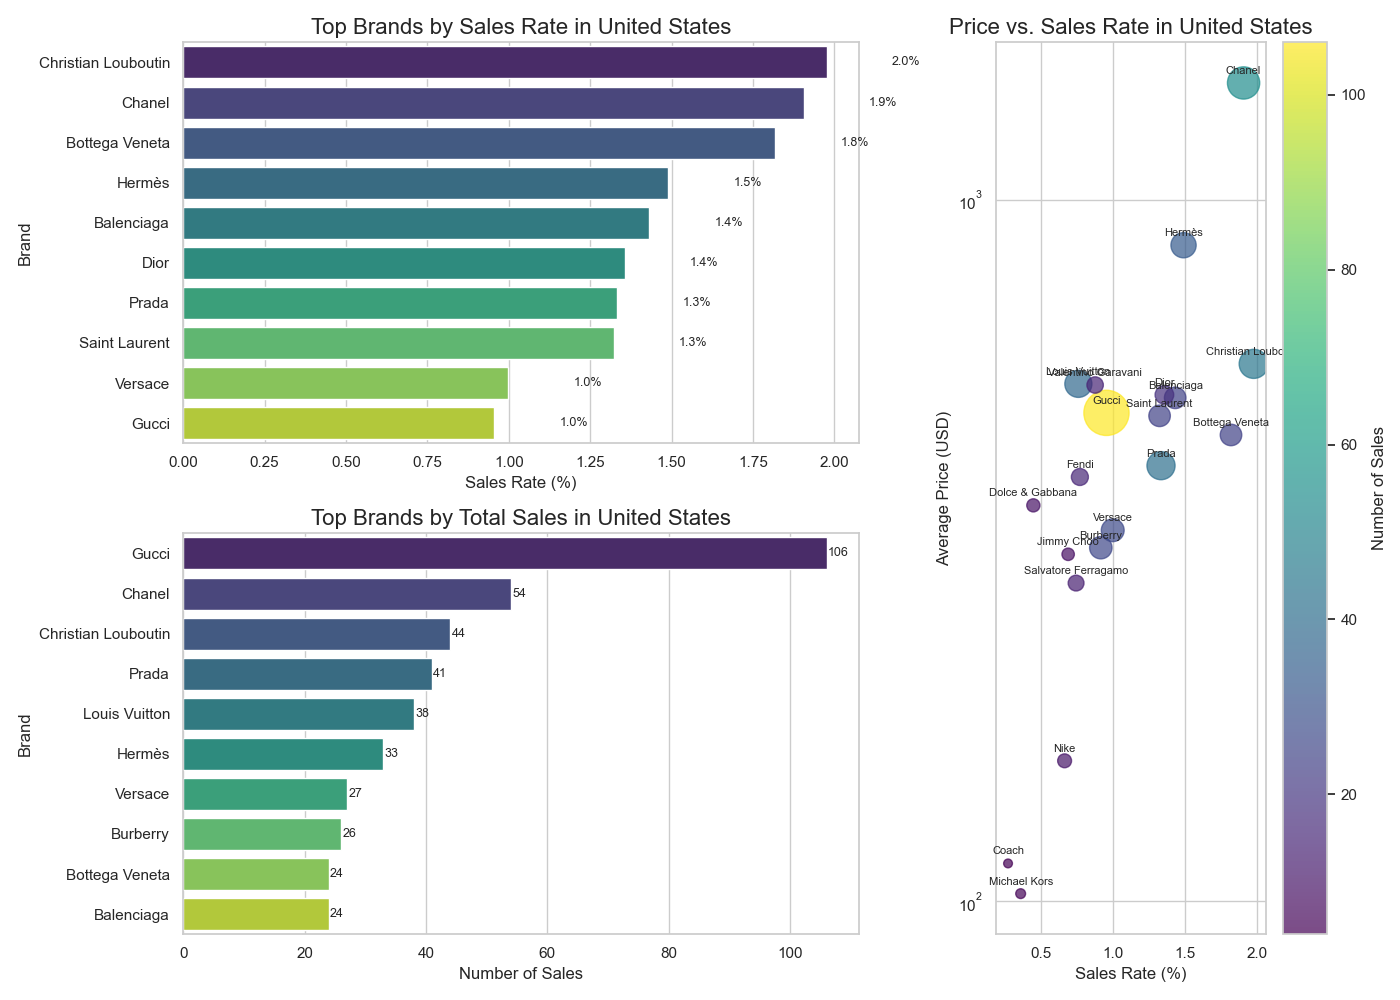 Top Brands by Sales Rate in United States
Brand
Christian Louboutin
2.0%
Chanel
1.9%
Bottega Veneta
1.8%
Hermès
1.5%
Balenciaga
1.4%
Dior
1.4%
Prada
1.3%
Saint Laurent
1.3%
Versace
1.0%
Gucci
1.0%
0.00 0.25 0.50 0.75 1.00 1.25 1.50 1.75 2.00
Sales Rate (%)
Top Brands by Total Sales in United States
Brand
Gucci
106
Chanel
54
Christian Louboutin
44
Prada
41
Louis Vuitton
38
Hermès
33
Versace
27
Burberry
26
Bottega Veneta
24
Balenciaga
24
0 20 40 60 80 100
Number of Sales
Price vs. Sales Rate in United States
Average Price (USD)
10³
10²
Chanel
Hermès
Christian Loubo
Louis Vuitton
Valentino Garavani
Dior
Balenciaga
Gucci
Saint Laurent
Bottega Veneta
Prada
Fendi
Dolce & Gabbana
Versace
Burberry
Jimmy Choo
Salvatore Ferragamo
Nike
Coach
Michael Kors
0.5 1.0 1.5 2.0
Sales Rate (%)
100
80
60
40
20
Number of Sales